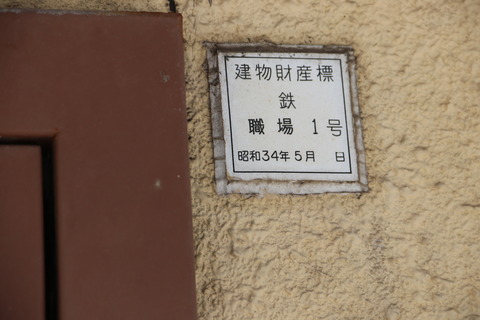 建物財産標
鉄
職場 1号
昭和34年5月 日